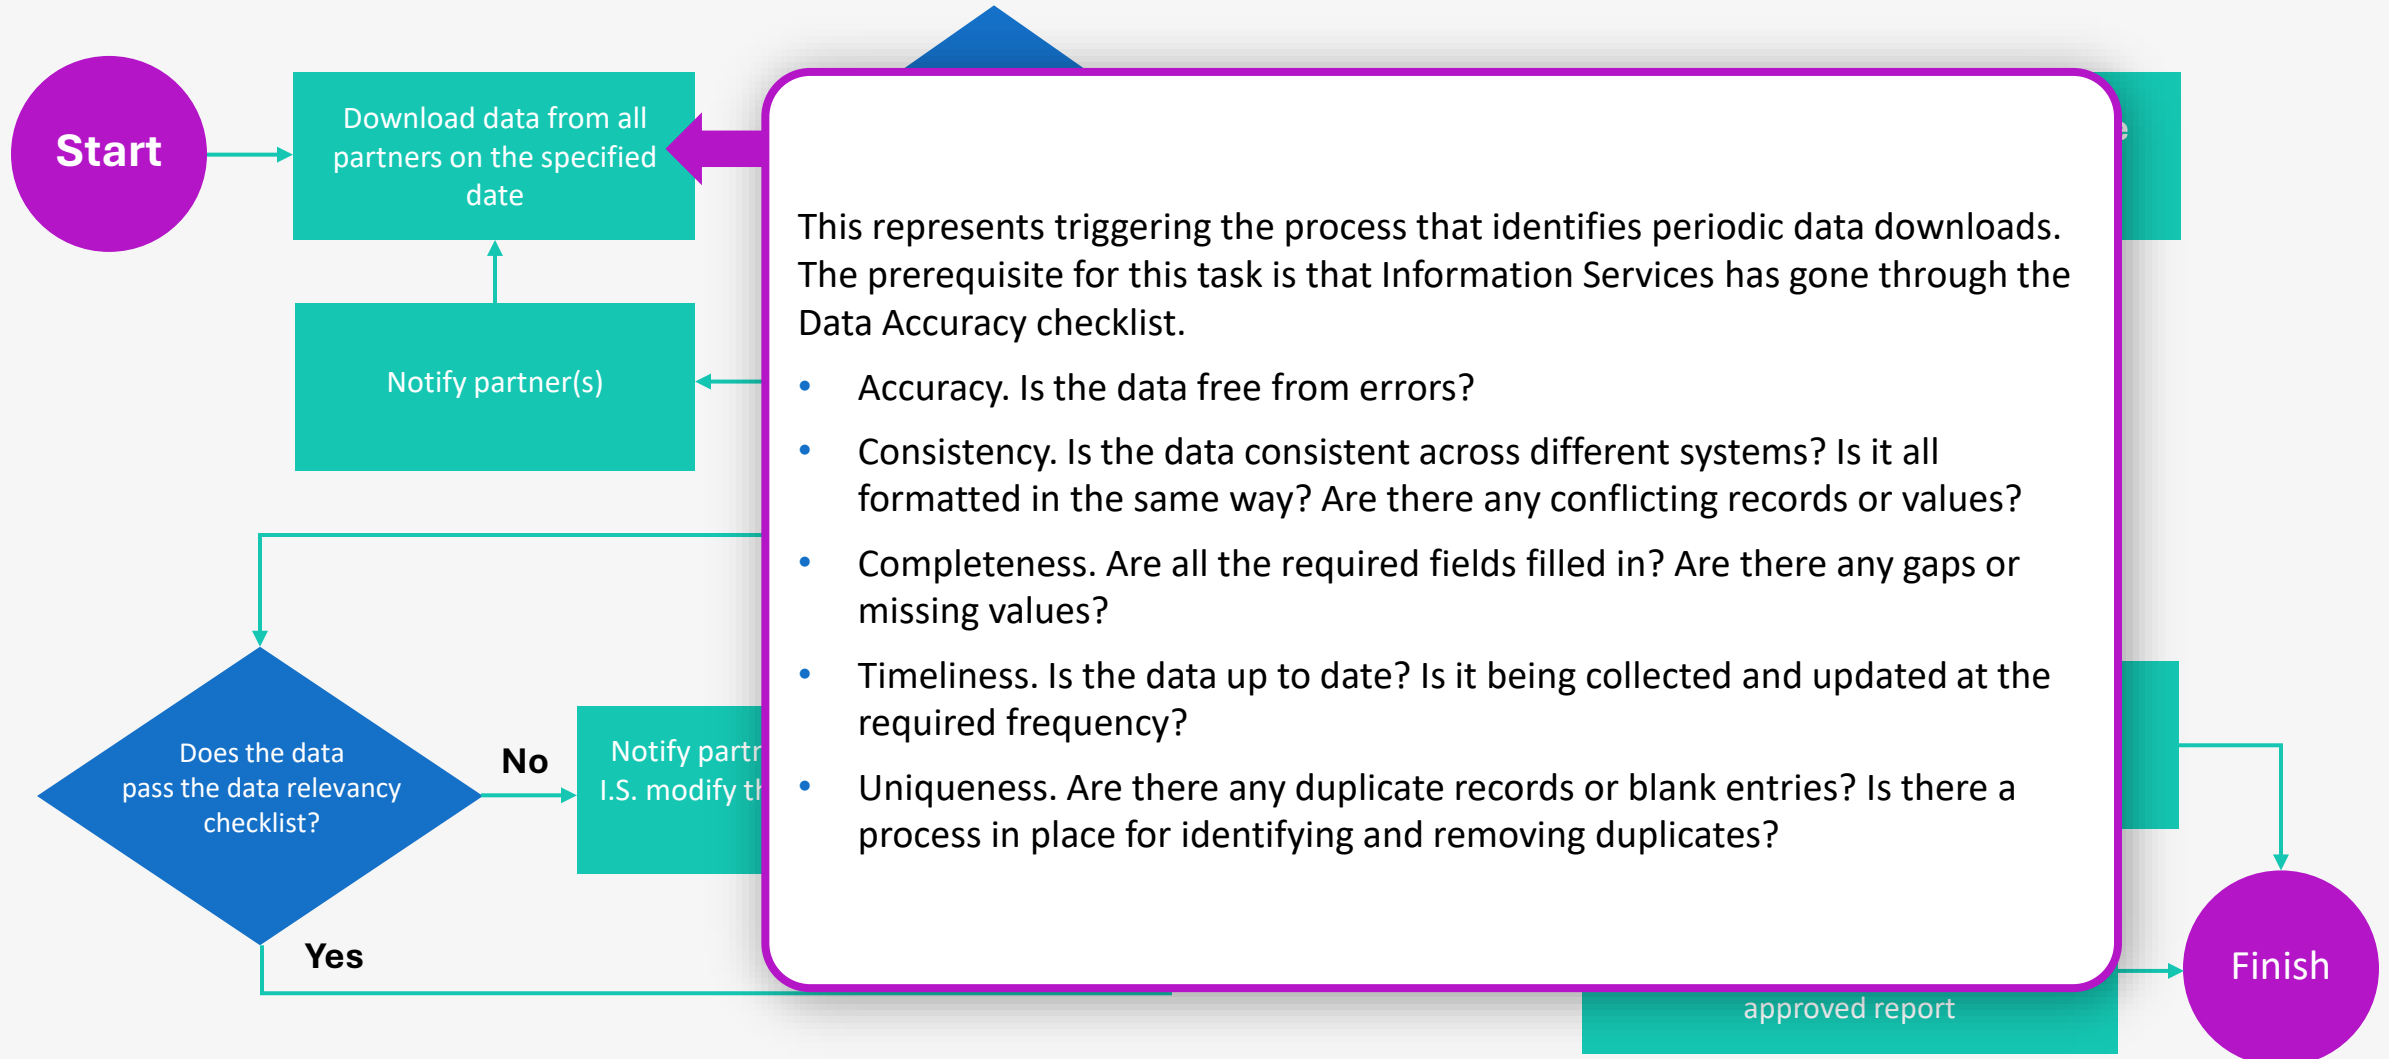 Start
Download data from all
partners on the specified
date
Notify partner(s)
This represents triggering the process that identifies periodic data downloads.
The prerequisite for this task is that Information Services has gone through the
Data Accuracy checklist.
• Accuracy. Is the data free from errors?
• Consistency. Is the data consistent across different systems? Is it all
formatted in the same way? Are there any conflicting records or values?
• Completeness. Are all the required fields filled in? Are there any gaps or
missing values?
• Timeliness. Is the data up to date? Is it being collected and updated at the
required frequency?
• Uniqueness. Are there any duplicate records or blank entries? Is there a
process in place for identifying and removing duplicates?
Does the data
pass the data relevancy
checklist?
No
Notify
I.S. modify
Yes
approved report
Finish